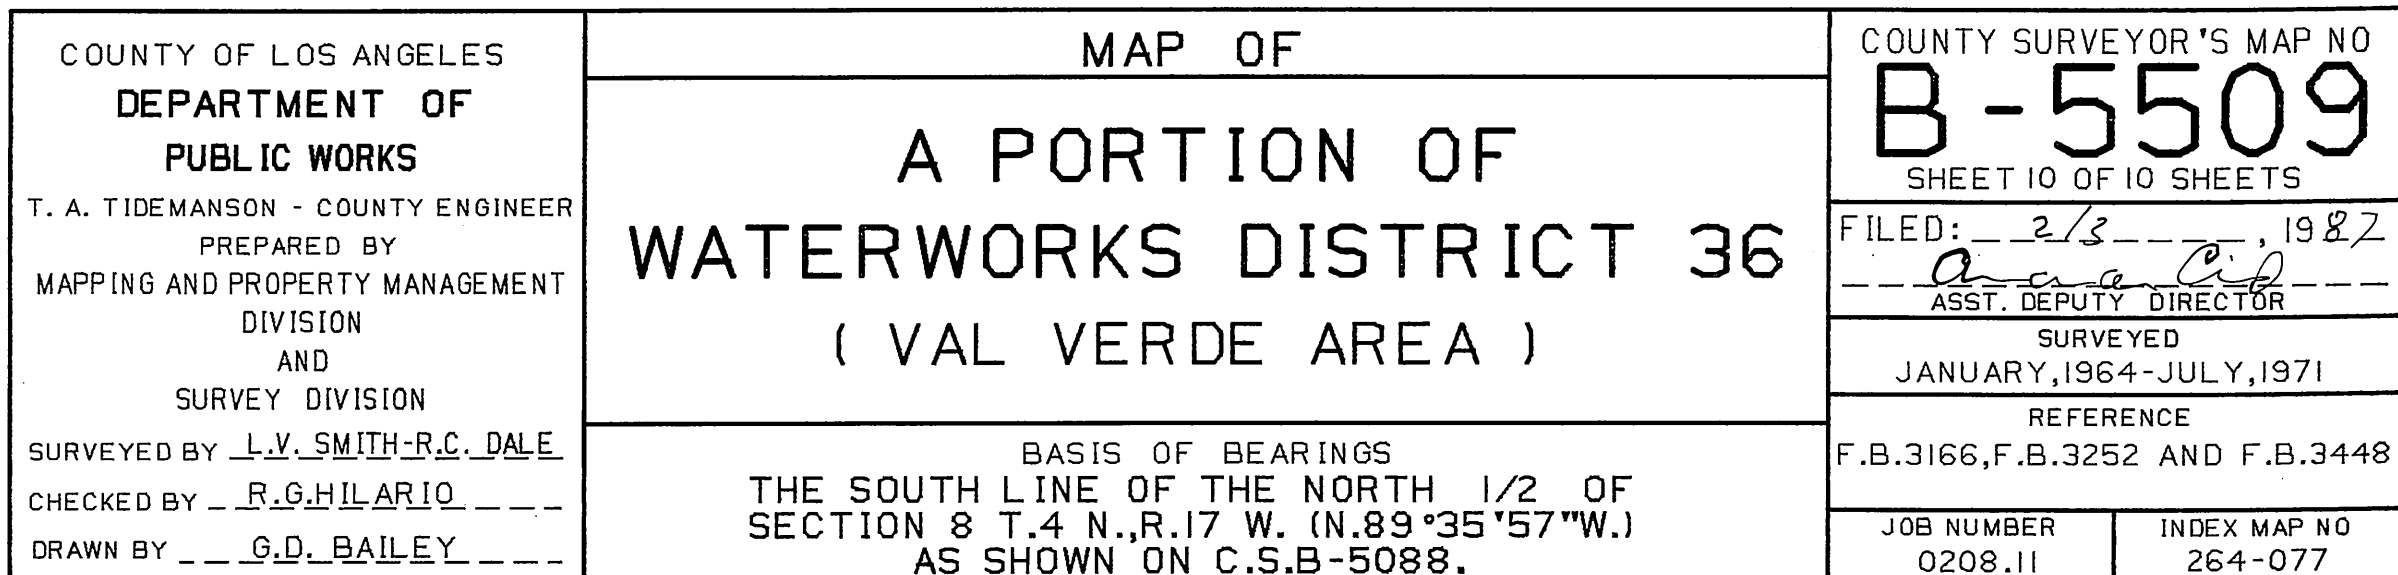 COUNTY OF LOS ANGELES
DEPARTMENT OF
PUBLIC WORKS
T. A. TIDEMANSON - COUNTY ENGINEER
PREPARED BY
MAPPING AND PROPERTY MANAGEMENT
DIVISION
AND
SURVEY DIVISION
SURVEYED BY L.V. SMITH-R.C. DALE
CHECKED BY R.G.HILARIO
DRAWN BY G.D. BAILEY
MAP OF
A PORTION OF
WATERWORKS DISTRICT 36
( VAL VERDE AREA )
BASIS OF BEARINGS
THE SOUTH LINE OF THE NORTH 1/2 OF
SECTION 8 T.4 N.,R.17 W. (N.89°35'57"W.)
AS SHOWN ON C.S.B-5088.
COUNTY SURVEYOR'S MAP NO
B-5509
SHEET 10 OF 10 SHEETS
FILED: 2/3, 1987
ASST. DEPUTY DIRECTOR
SURVEYED
JANUARY,1964-JULY,1971
REFERENCE
F.B.3166,F.B.3252 AND F.B.3448
JOB NUMBER
0208.11
INDEX MAP NO
264-077